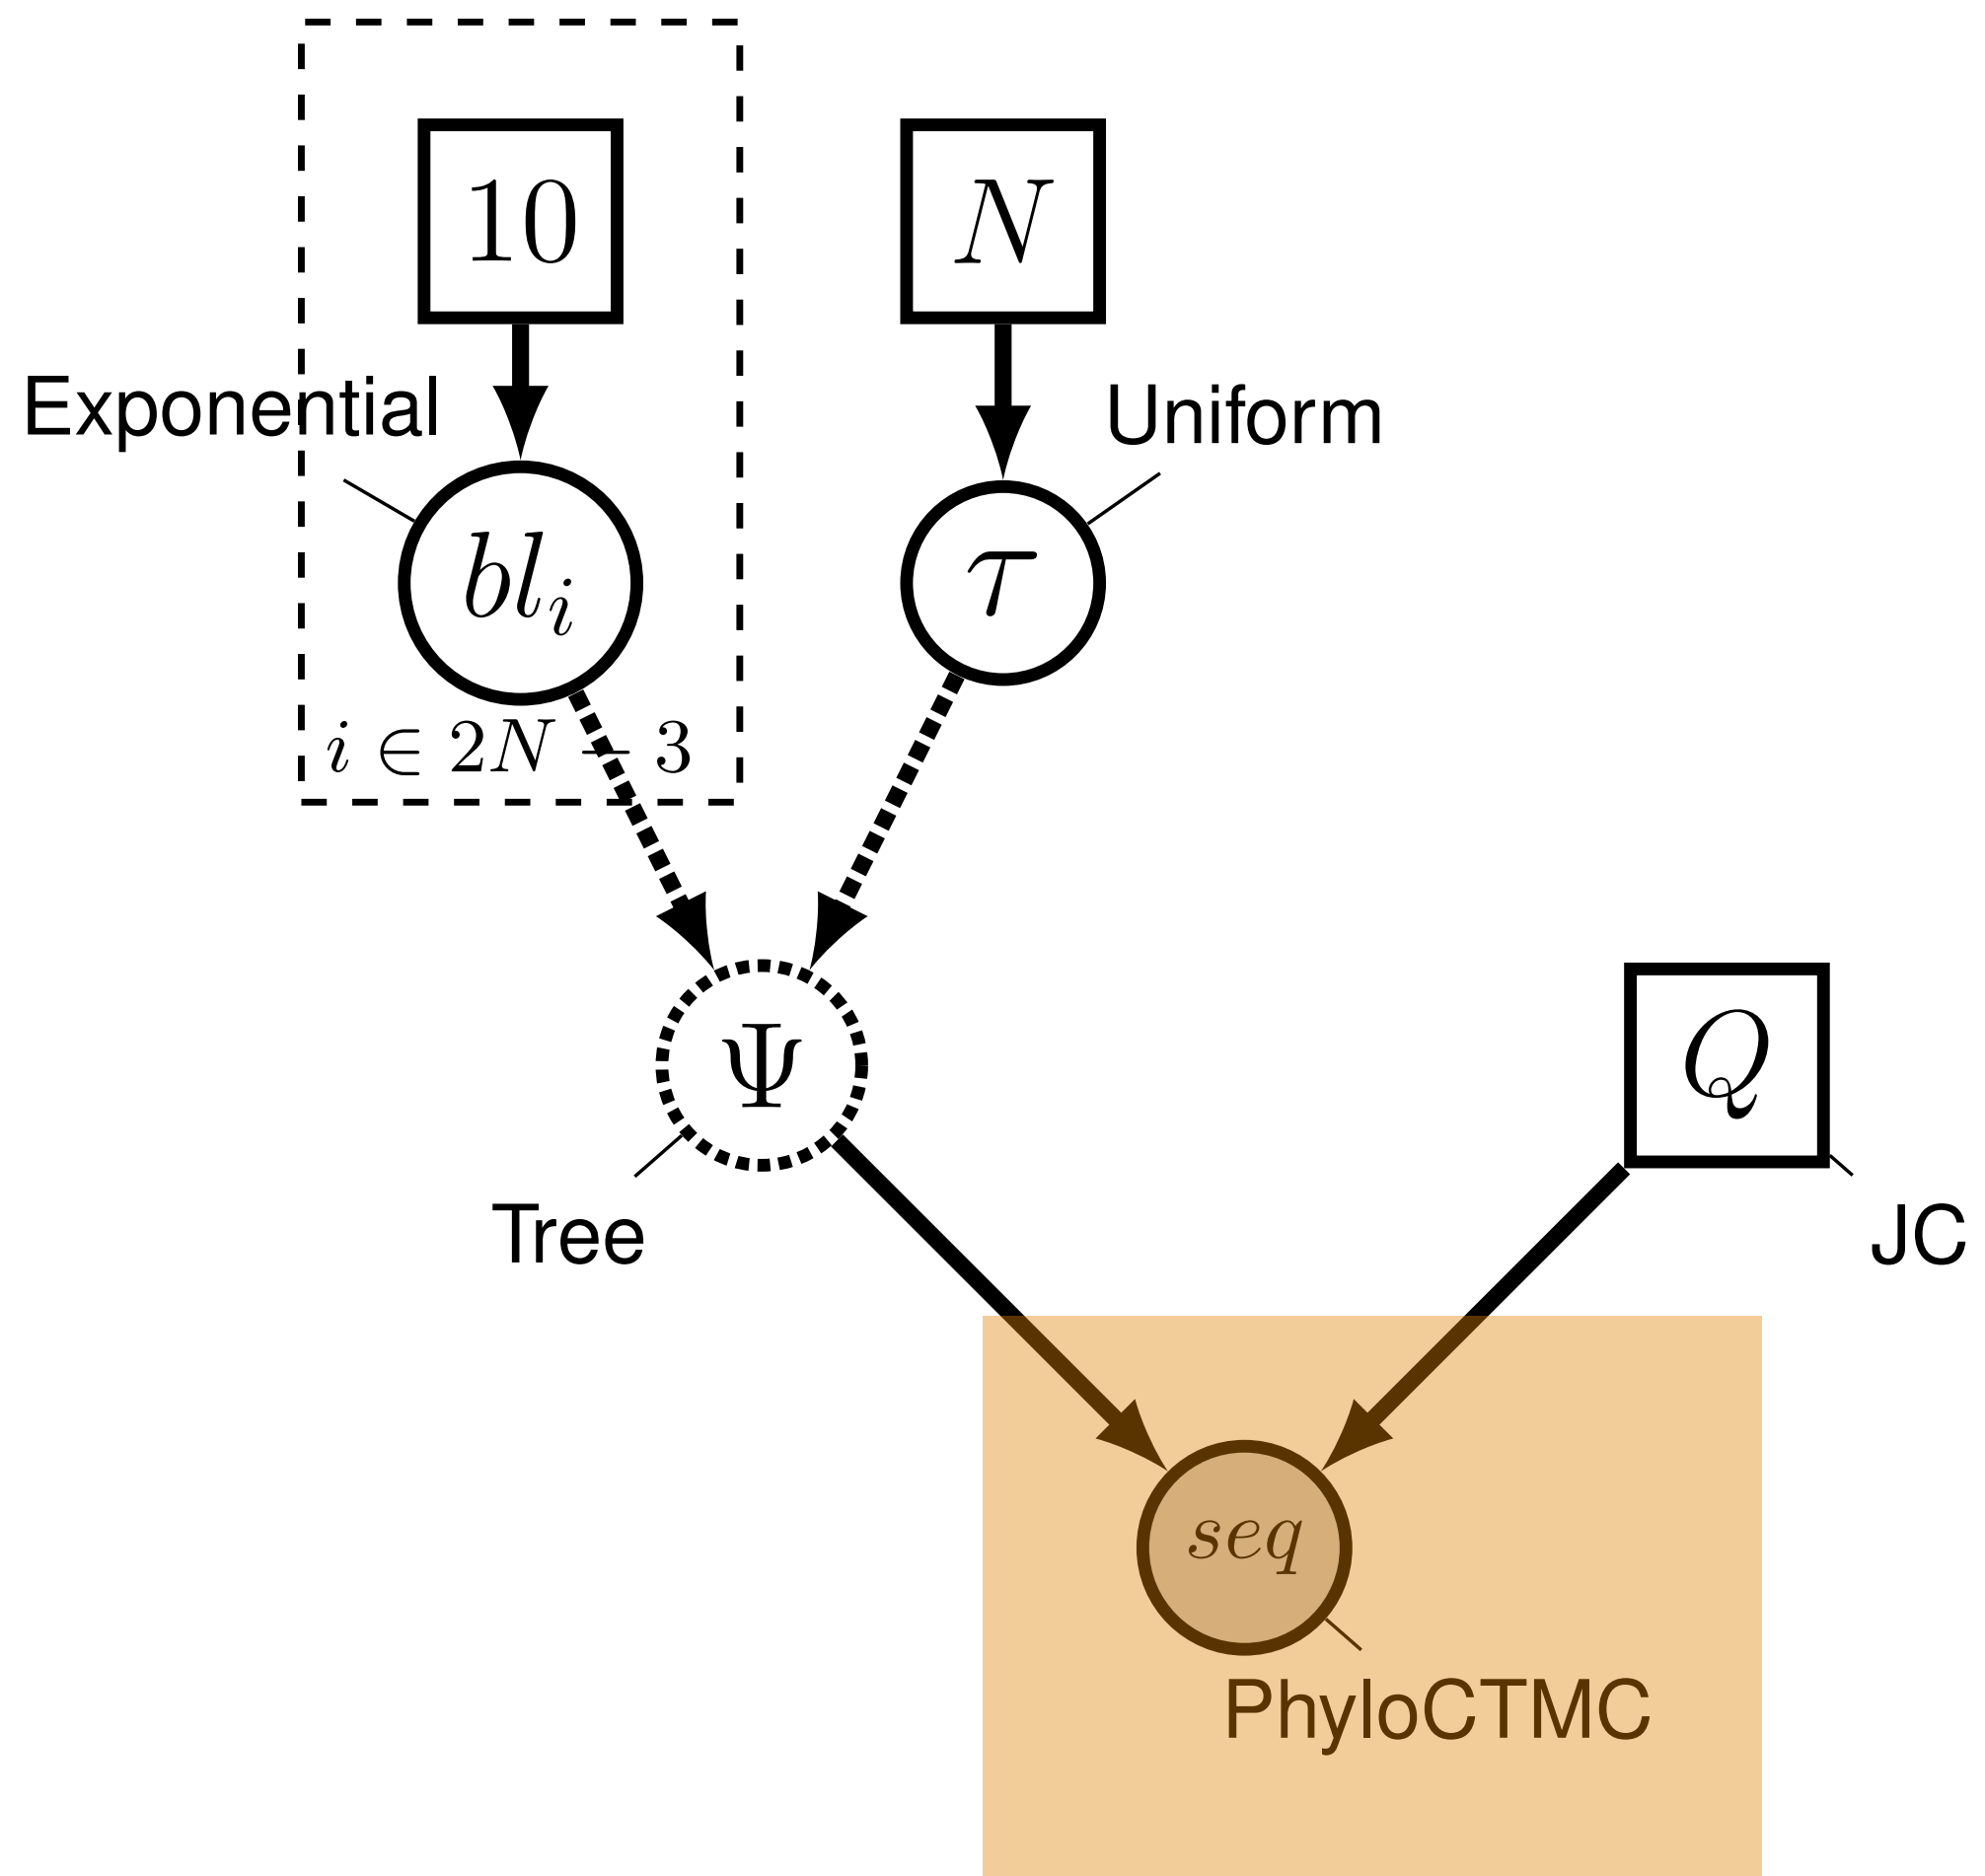 10
N
Exponential
Uniform
bl_i
τ
i ∈ 2N − 3
Ψ
Q
Tree
JC
seq
PhyloCTMC